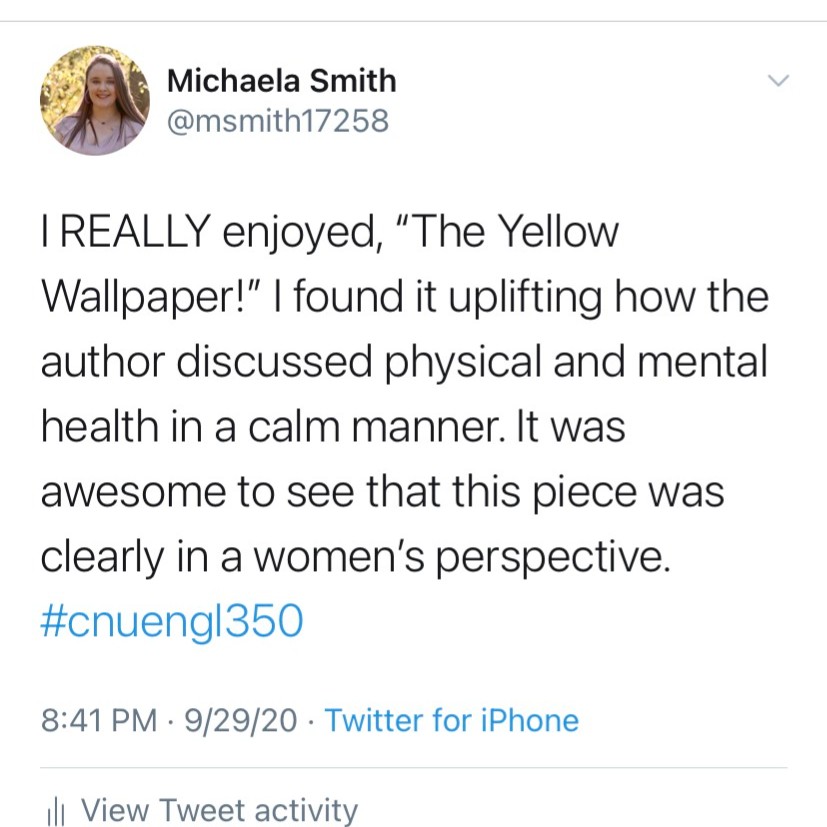 Michaela Smith
@msmith17258
I REALLY enjoyed, “The Yellow
Wallpaper!” I found it uplifting how the
author discussed physical and mental
health in a calm manner. It was
awesome to see that this piece was
clearly in a women’s perspective.
#cnuengl350
8:41 PM · 9/29/20 · Twitter for iPhone
View Tweet activity